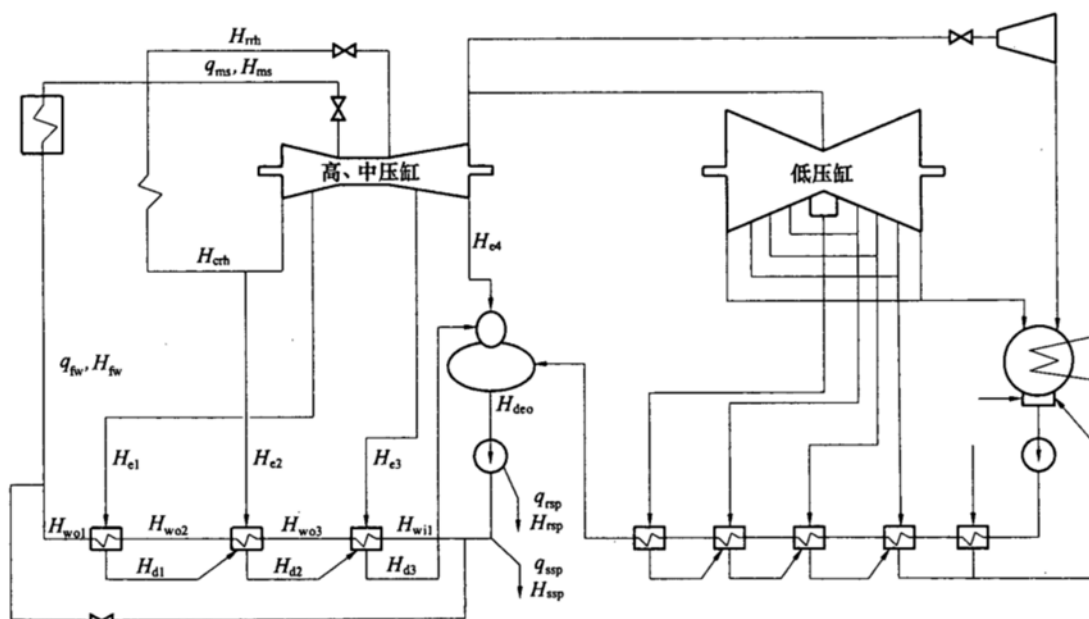 H_rrh
q_ms, H_ms
高、中压缸
低压缸
H_crh
H_e4
q_fw, H_fw
H_deo
H_e1
H_e2
H_e3
q_rsp
H_rsp
H_wo1
H_wo2
H_wo3
H_wi1
H_d1
H_d2
H_d3
q_ssp
H_ssp